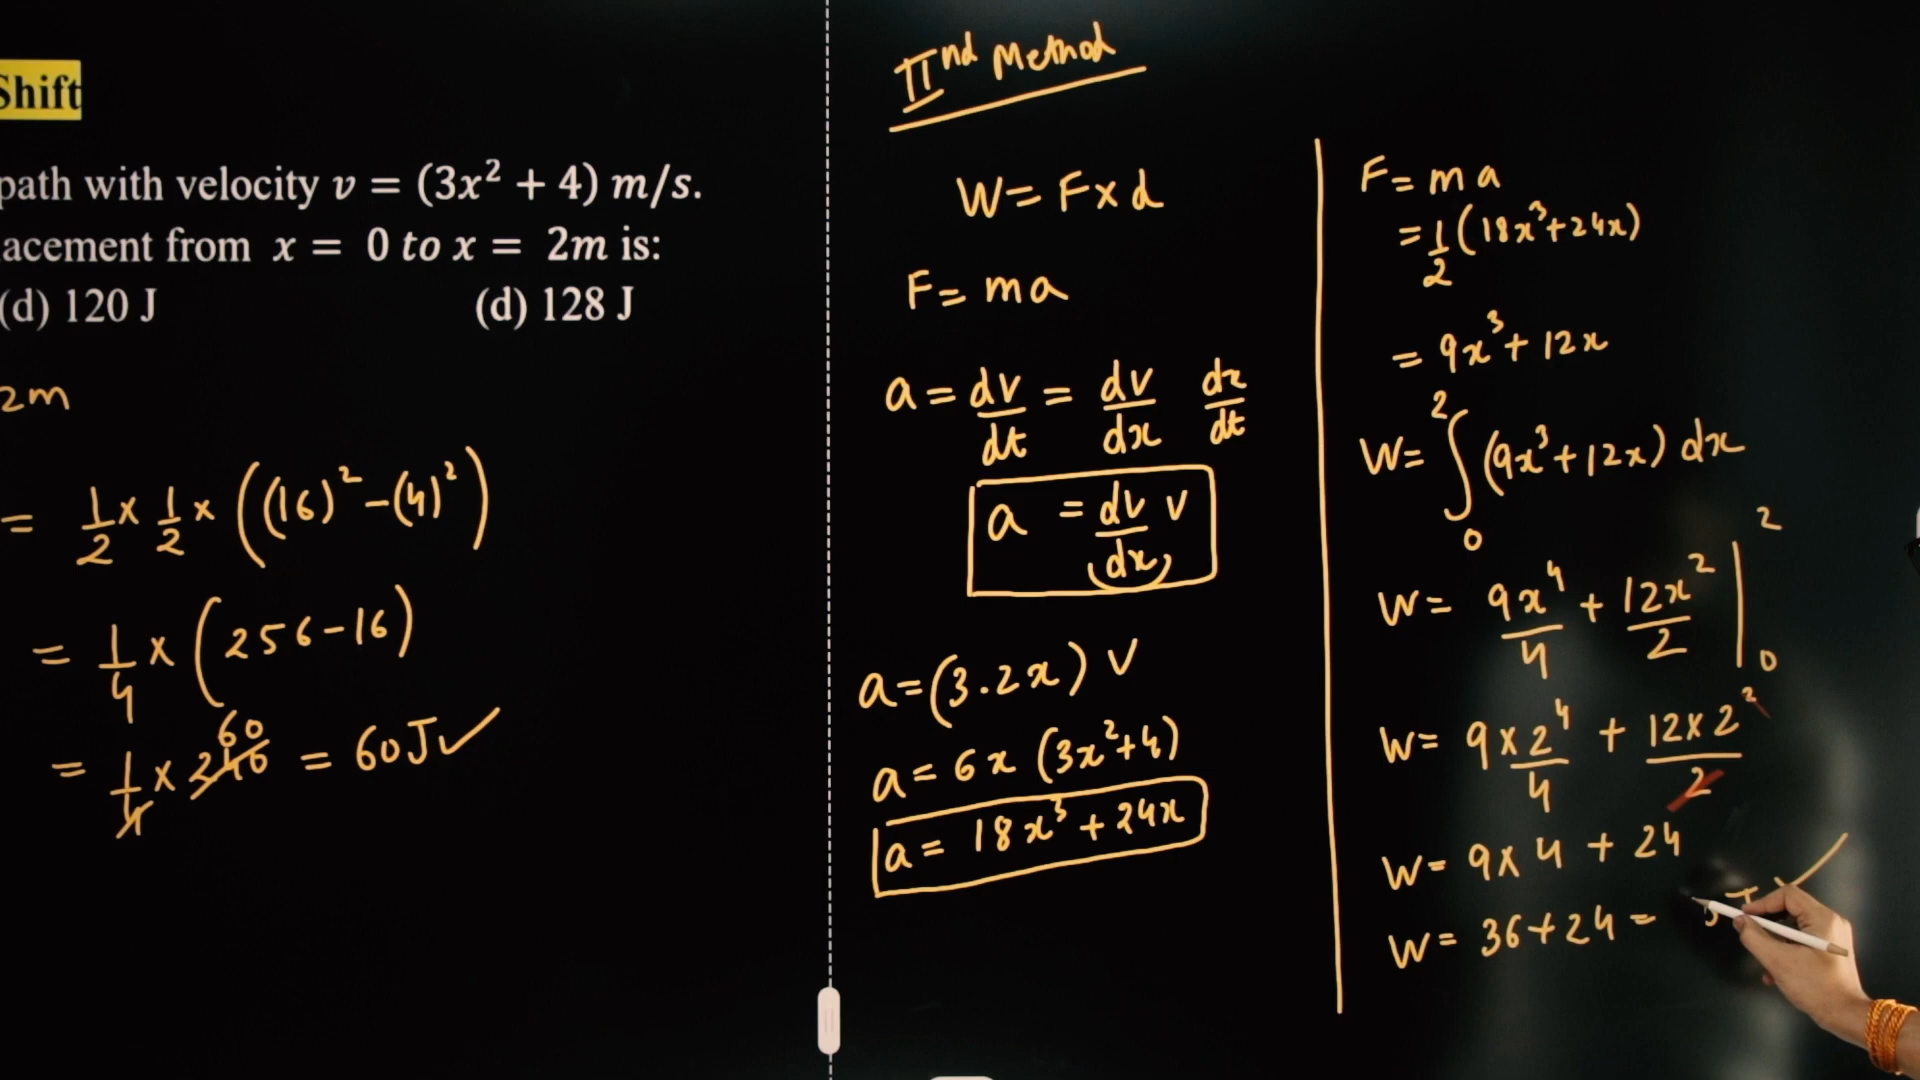 Shift
path with velocity v = (3x² + 4) m/s.
acement from x = 0 to x = 2m is:
(d) 120 J (d) 128 J
2m
= 1/2 × 1/2 × ((16)² - (4)²)
= 1/4 × (256 - 16)
= 1/4 × 240 60 = 60J ✓
IInd Method
W = F × d
F = ma
a = dv/dt = dv/dx dx/dt
a = dv/dx v
a = (3.2x) v
a = 6x (3x² + 4)
a = 18x³ + 24x
F = ma
= 1/2 (18x³ + 24x)
= 9x³ + 12x
W = ∫₀² (9x³ + 12x) dx
W = 9x⁴/4 + 12x²/2 |₀²
W = 9×2⁴/4 + 12×2²/2
W = 9×4 + 24
W = 36 + 24 =